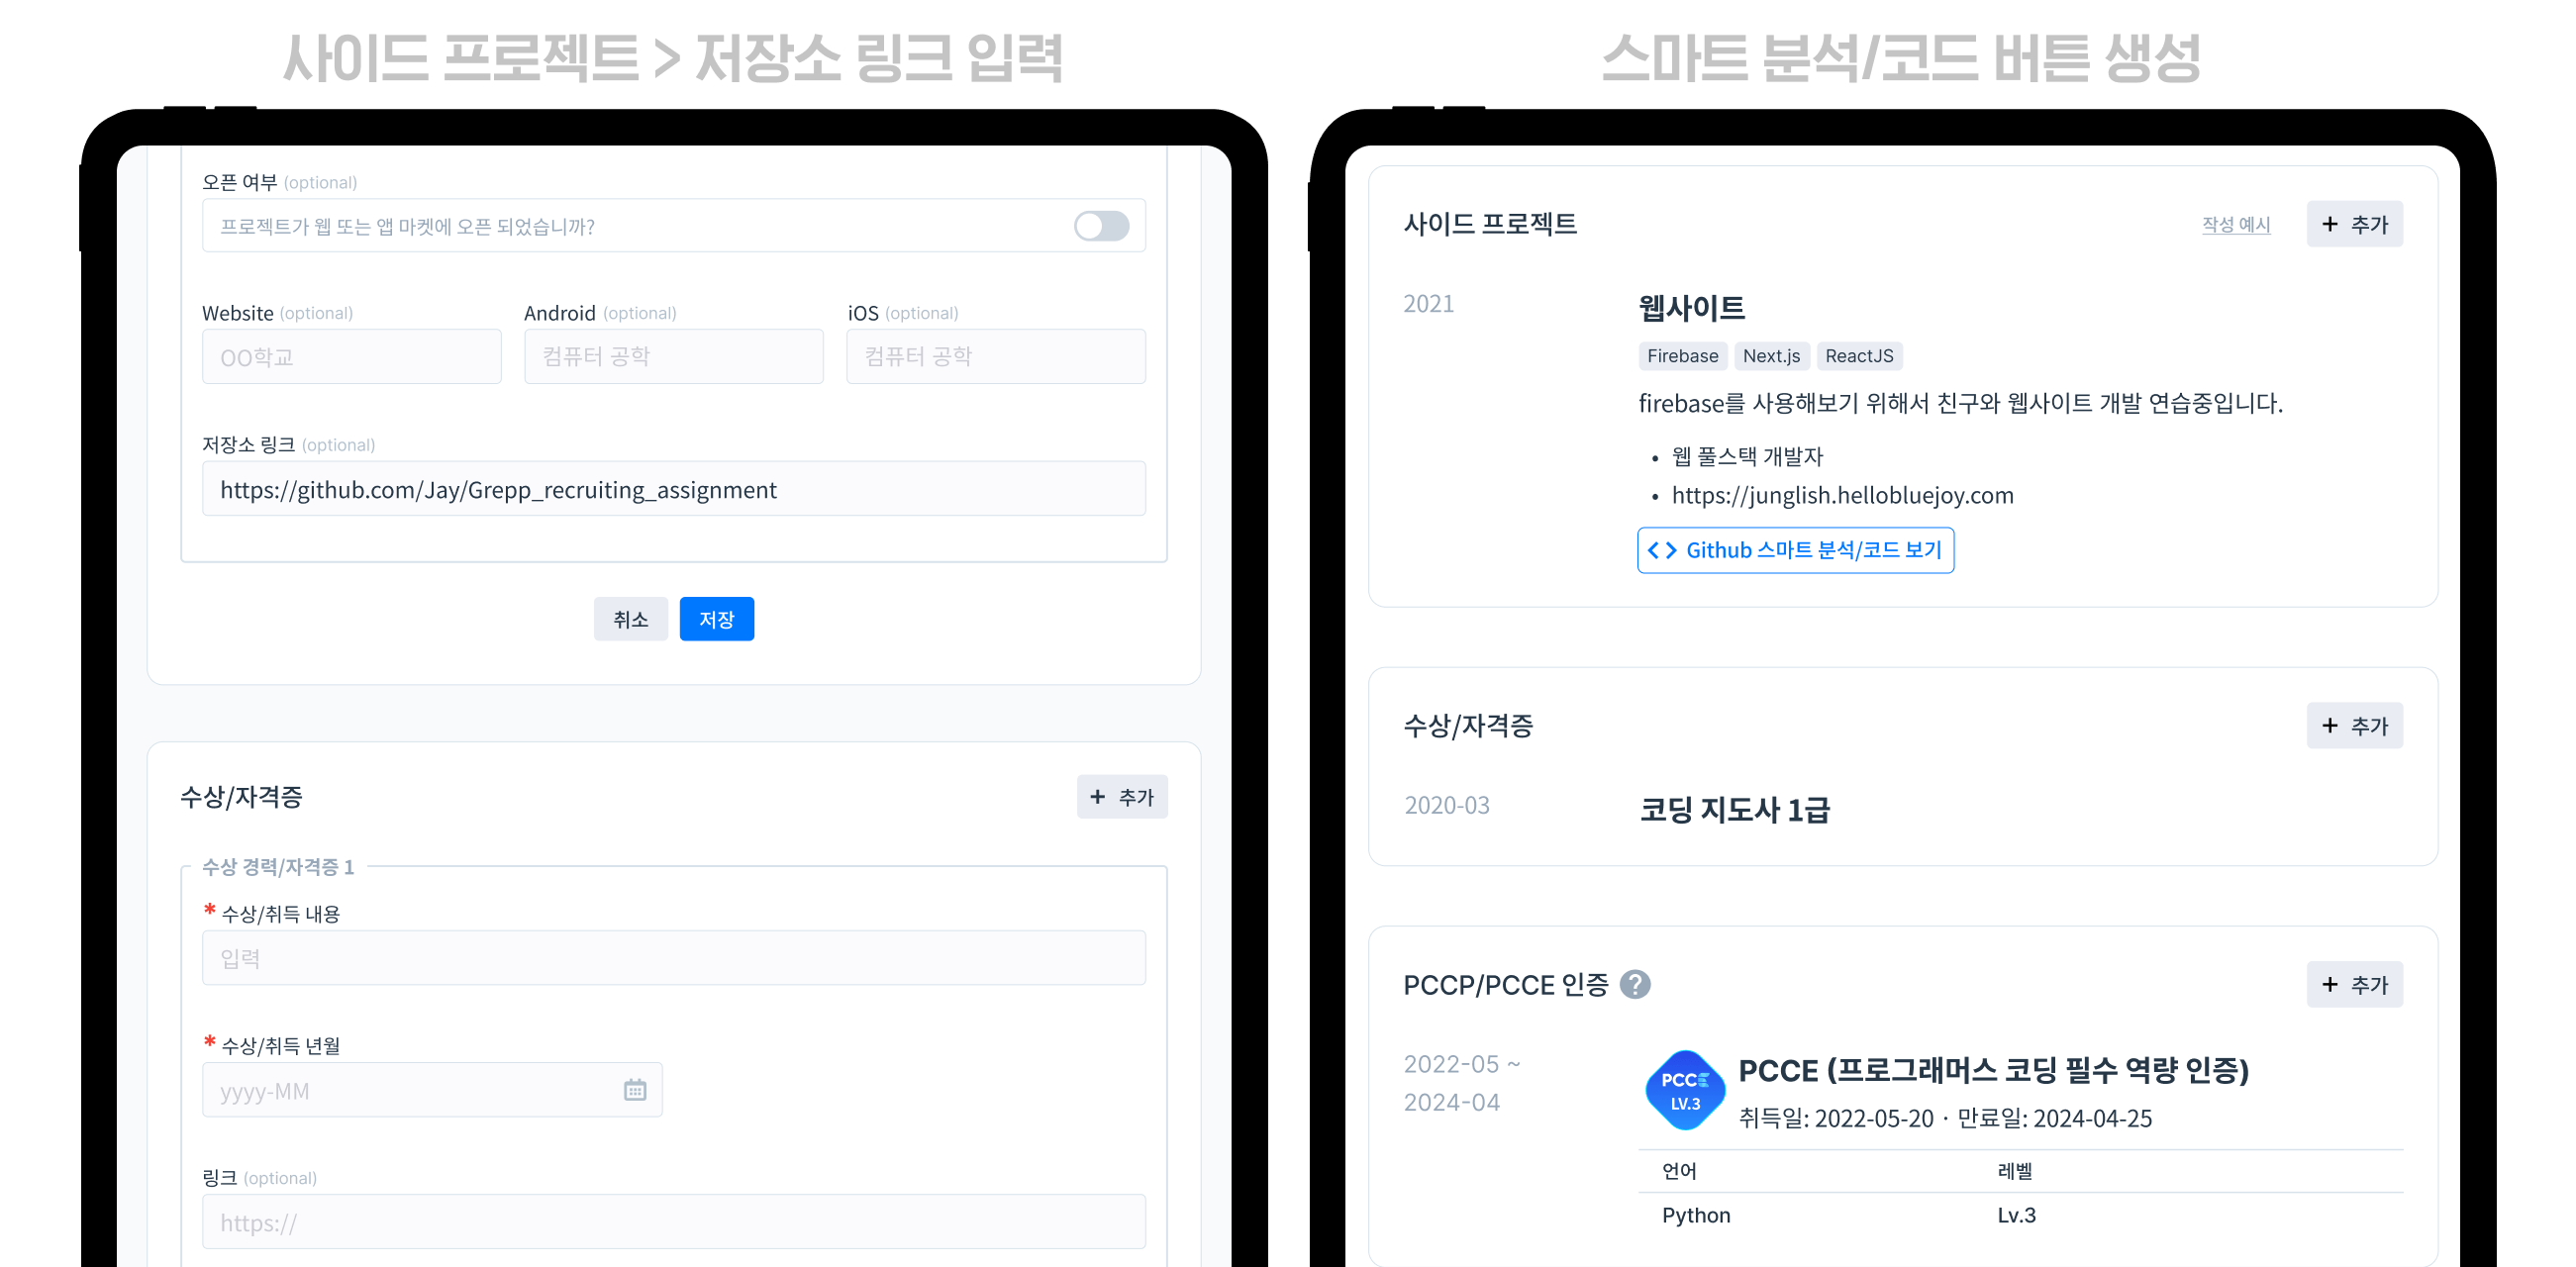 사이드 프로젝트 > 저장소 링크 입력
오픈 여부 (optional)
프로젝트가 웹 또는 앱 마켓에 오픈 되었습니까?
Website (optional)
Android (optional)
iOS (optional)
OO학교
컴퓨터 공학
컴퓨터 공학
저장소 링크 (optional)
https://github.com/Jay/Grepp_recruiting_assignment
취소
저장
수상/자격증
+ 추가
수상 경력/자격증 1
* 수상/취득 내용
입력
* 수상/취득 년월
yyyy-MM
링크 (optional)
https://
스마트 분석/코드 버튼 생성
사이드 프로젝트
작성 예시
+ 추가
2021
웹사이트
Firebase
Next.js
ReactJS
firebase를 사용해보기 위해서 친구와 웹사이트 개발 연습중입니다.
• 웹 풀스택 개발자
• https://junglish.hellobluejoy.com
<> Github 스마트 분석/코드 보기
수상/자격증
+ 추가
2020-03
코딩 지도사 1급
PCCP/PCCE 인증 ?
+ 추가
2022-05 ~
2024-04
PCCE
LV.3
PCCE (프로그래머스 코딩 필수 역량 인증)
취득일: 2022-05-20 · 만료일: 2024-04-25
언어
레벨
Python
Lv.3